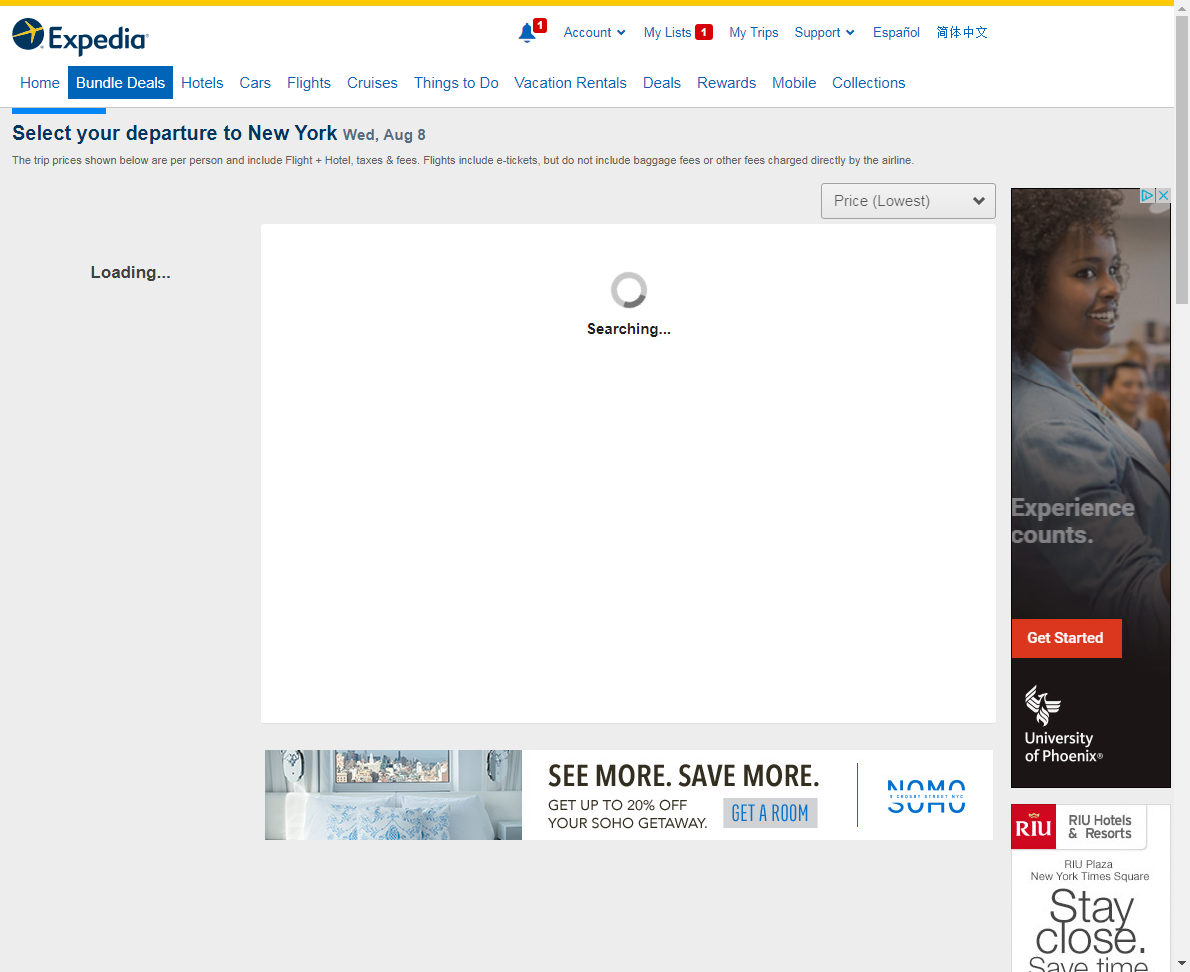 Expedia
1
Account
My Lists 1
My Trips
Support
Español
简体中文
Home
Bundle Deals
Hotels
Cars
Flights
Cruises
Things to Do
Vacation Rentals
Deals
Rewards
Mobile
Collections
Select your departure to New York Wed, Aug 8
The trip prices shown below are per person and include Flight + Hotel, taxes & fees. Flights include e-tickets, but do not include baggage fees or other fees charged directly by the airline.
Price (Lowest)
Loading...
Searching...
Experience
counts.
Get Started
University
of Phoenix®
SEE MORE. SAVE MORE.
GET UP TO 20% OFF
YOUR SOHO GETAWAY.
GET A ROOM
NOMO
9 CROSBY STREET NYC
SOHO
RIU
RIU Hotels
& Resorts
RIU Plaza
New York Times Square
Stay
close.
Save time